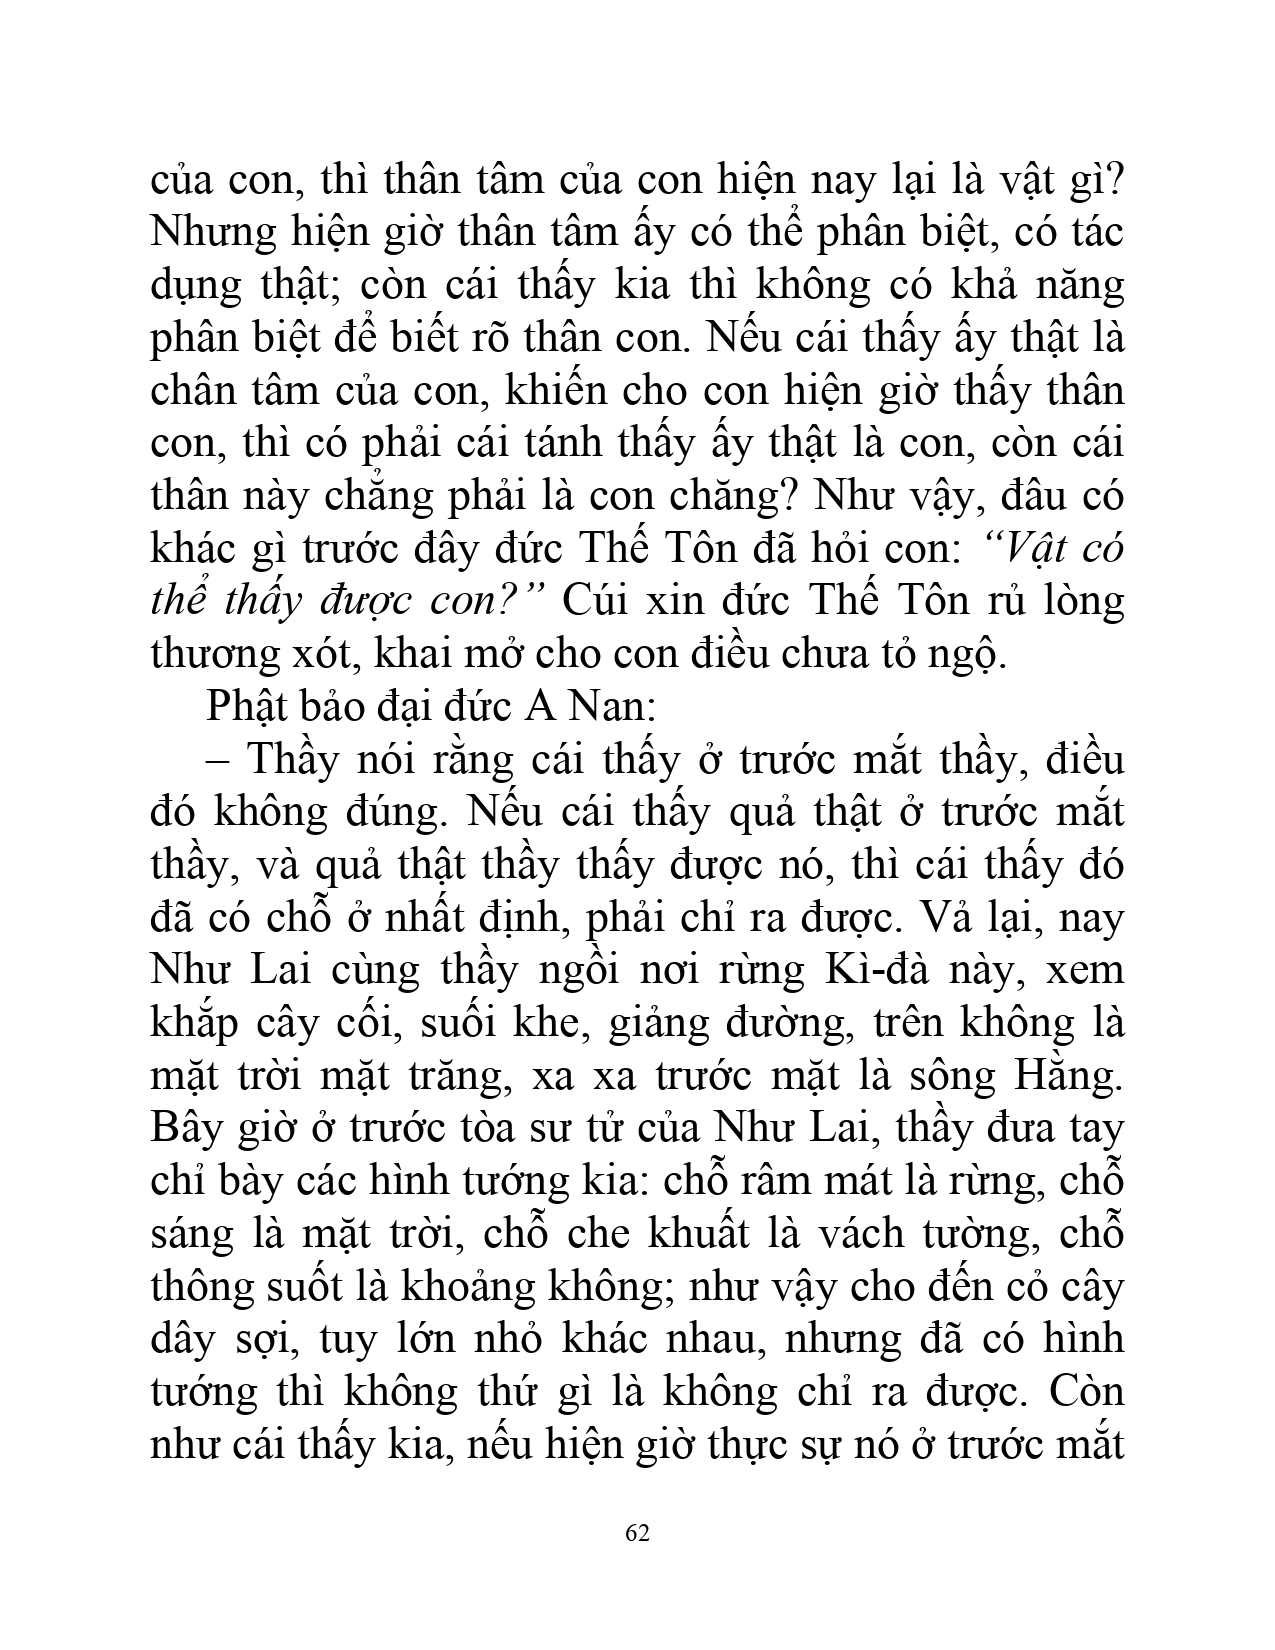 của con, thì thân tâm của con hiện nay lại là vật gì?
Nhưng hiện giờ thân tâm ấy có thể phân biệt, có tác
dụng thật; còn cái thấy kia thì không có khả năng
phân biệt để biết rõ thân con. Nếu cái thấy ấy thật là
chân tâm của con, khiến cho con hiện giờ thấy thân
con, thì có phải cái tánh thấy ấy thật là con, còn cái
thân này chẳng phải là con chăng? Như vậy, đâu có
khác gì trước đây đức Thế Tôn đã hỏi con: “Vật có
thể thấy được con?” Cúi xin đức Thế Tôn rủ lòng
thương xót, khai mở cho con điều chưa tỏ ngộ.
Phật bảo đại đức A Nan:
– Thầy nói rằng cái thấy ở trước mắt thầy, điều
đó không đúng. Nếu cái thấy quả thật ở trước mắt
thầy, và quả thật thầy thấy được nó, thì cái thấy đó
đã có chỗ ở nhất định, phải chỉ ra được. Vả lại, nay
Như Lai cùng thầy ngồi nơi rừng Kì-đà này, xem
khắp cây cối, suối khe, giảng đường, trên không là
mặt trời mặt trăng, xa xa trước mặt là sông Hằng.
Bây giờ ở trước tòa sư tử của Như Lai, thầy đưa tay
chỉ bày các hình tướng kia: chỗ râm mát là rừng, chỗ
sáng là mặt trời, chỗ che khuất là vách tường, chỗ
thông suốt là khoảng không; như vậy cho đến cỏ cây
dây sợi, tuy lớn nhỏ khác nhau, nhưng đã có hình
tướng thì không thứ gì là không chỉ ra được. Còn
như cái thấy kia, nếu hiện giờ thực sự nó ở trước mắt
62